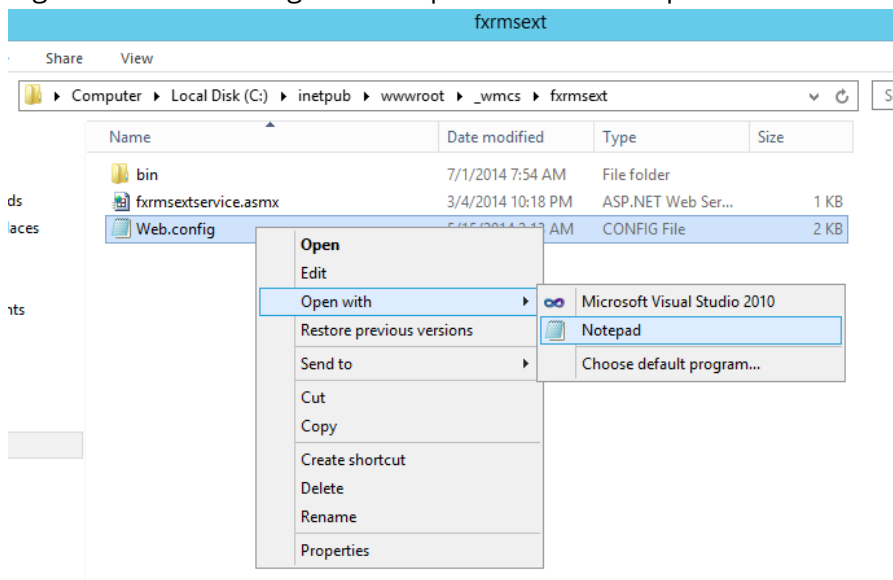 fxrmsext
Share View
Computer Local Disk (C:) inetpub wwwroot _wmcs fxrmsext
Name Date modified Type Size
bin 7/1/2014 7:54 AM File folder
ds fxrmsextservice.asmx 3/4/2014 10:18 PM ASP.NET Web Ser... 1 KB
laces Web.config AM CONFIG File 2 KB
Open
Edit
Open with Microsoft Visual Studio 2010
nts
Restore previous versions Notepad
Send to Choose default program...
Cut
Copy
Create shortcut
Delete
Rename
Properties